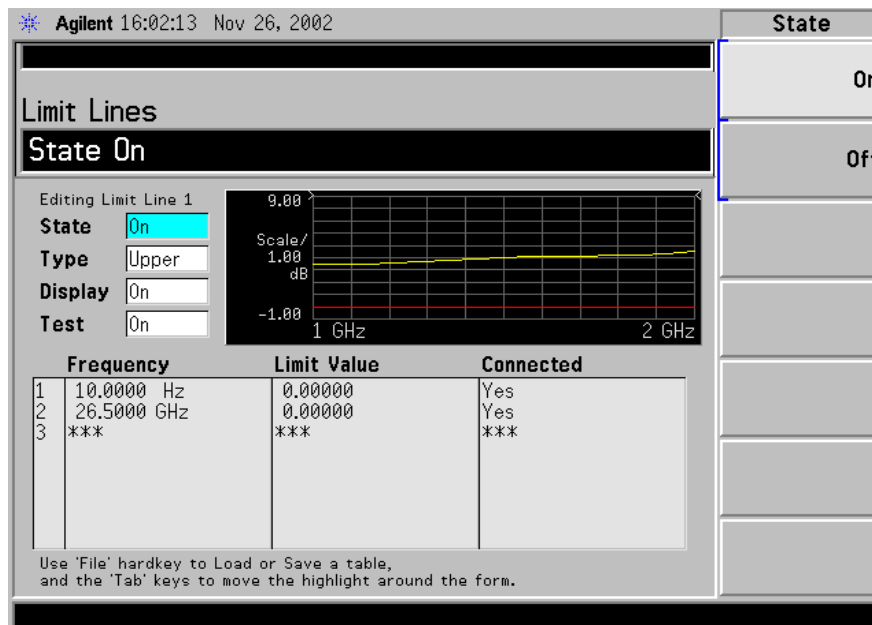 Agilent 16:02:13 Nov 26, 2002
State
On
Off
Limit Lines
State On
Editing Limit Line 1
State On
Type Upper
Display On
Test On
9.00
Scale/
1.00
dB
-1.00
1 GHz 2 GHz
Frequency Limit Value Connected
1 10.0000 Hz 0.00000 Yes
2 26.5000 GHz 0.00000 Yes
3 *** *** ***
Use 'File' hardkey to Load or Save a table,
and the 'Tab' keys to move the highlight around the form.